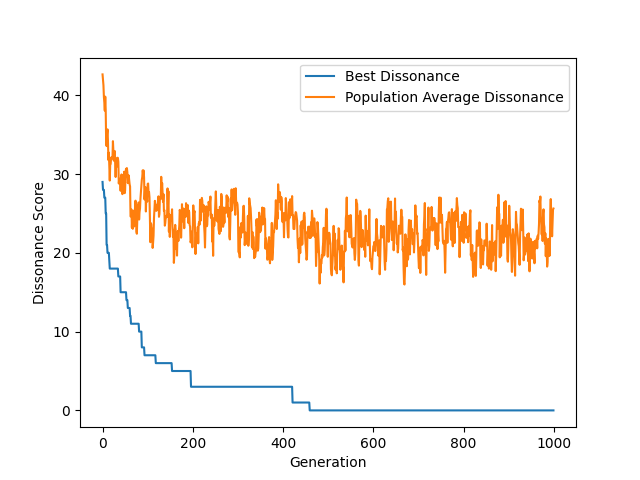 Best Dissonance
Population Average Dissonance
Dissonance Score
40
30
20
10
0
0 200 400 600 800 1000
Generation